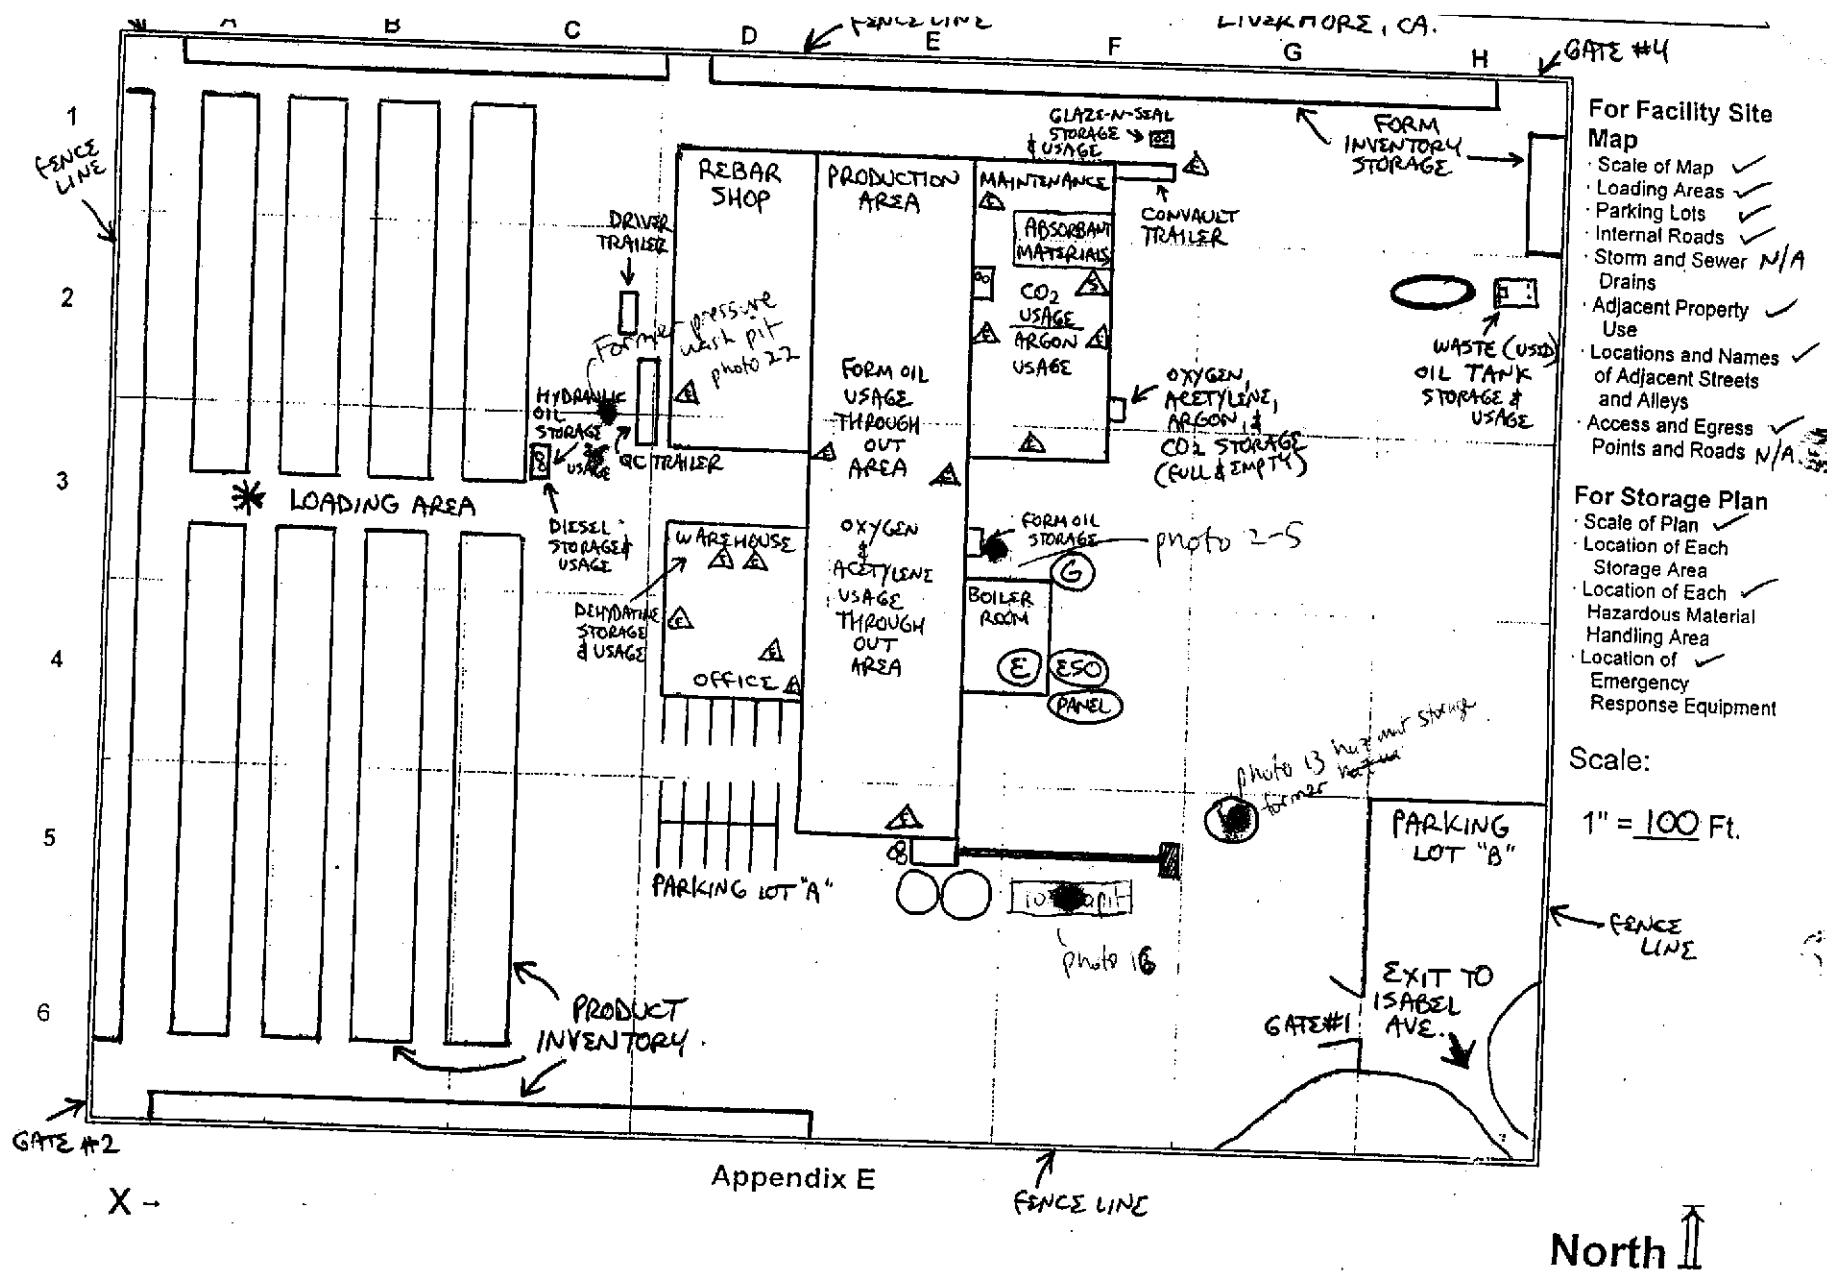 FENCE LINE
LIVERMORE, CA.
A
B
C
D
E
F
G
H
GATE #4
1
2
3
4
5
6
FENCE
LINE
GLAZE-N-SEAL
STORAGE
& USAGE
FORM
INVENTORY
STORAGE
REBAR
SHOP
PRODUCTION
AREA
MAINTENANCE
E
E
ABSORBANT
MATERIALS
CONVAULT
TRAILER
DRIVER
TRAILER
S
CO2
USAGE
ARGON
USAGE
E
E
WASTE (USED)
OIL TANK
STORAGE &
USAGE
Former pressure
wash pit
photo 22
E
FORM OIL
USAGE
THROUGH
OUT
AREA
OXYGEN,
ACETYLENE,
ARGON, &
CO2 STORAGE
(FULL & EMPTY)
HYDRAULIC
OIL
STORAGE
&
USAGE
QC TRAILER
E
E
E
LOADING AREA
DIESEL
STORAGE &
USAGE
WAREHOUSE
E
E
E
E
E
DEHYDATINE
STORAGE
& USAGE
OFFICE
OXYGEN
&
ACETYLENE
USAGE
THROUGH
OUT
AREA
FORM OIL
STORAGE
photo 2-5
G
BOILER
ROOM
E
ESO
PANEL
photo 13 haz mat storage
former
E
PARKING LOT "A"
PARKING
LOT "B"
pit
photo 16
FENCE
LINE
EXIT TO
ISABEL
AVE.
GATE #1
PRODUCT
INVENTORY
GATE #2
X →
Appendix E
FENCE LINE
North
For Facility Site
Map
· Scale of Map ✓
· Loading Areas ✓
· Parking Lots ✓
· Internal Roads ✓
· Storm and Sewer N/A
Drains
· Adjacent Property ✓
Use
· Locations and Names ✓
of Adjacent Streets
and Alleys
· Access and Egress ✓
Points and Roads N/A
For Storage Plan
· Scale of Plan ✓
· Location of Each
Storage Area
· Location of Each ✓
Hazardous Material
Handling Area
· Location of ✓
Emergency
Response Equipment
Scale:
1" = 100 Ft.